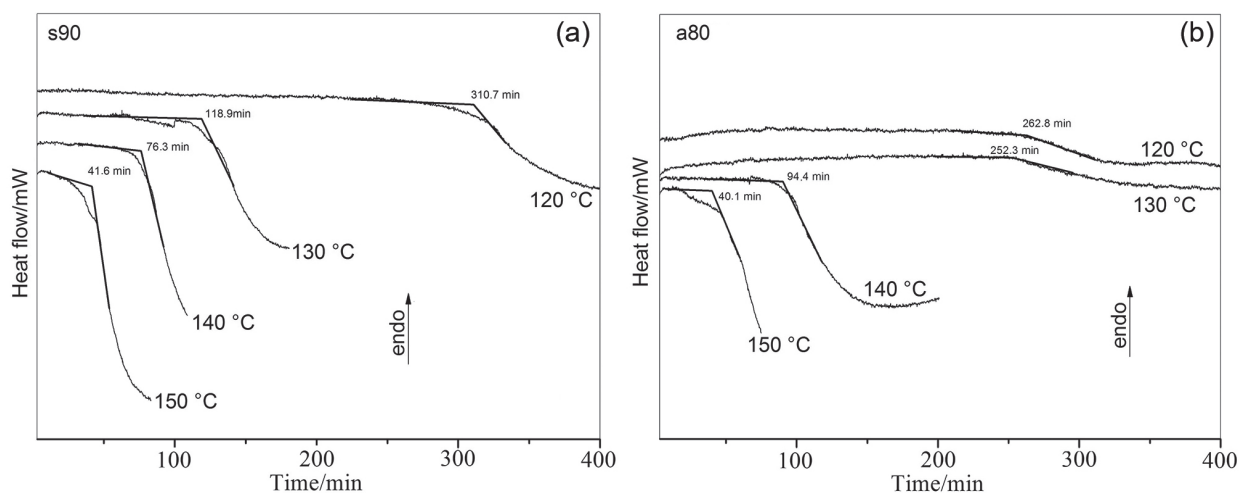 s90
(a)
310.7 min
118.9min
76.3 min
41.6 min
120 °C
130 °C
140 °C
150 °C
endo
Heat flow/mW
100
200
300
400
Time/min
a80
(b)
262.8 min
252.3 min
94.4 min
40.1 min
120 °C
130 °C
140 °C
150 °C
endo
Heat flow/mW
100
200
300
400
Time/min